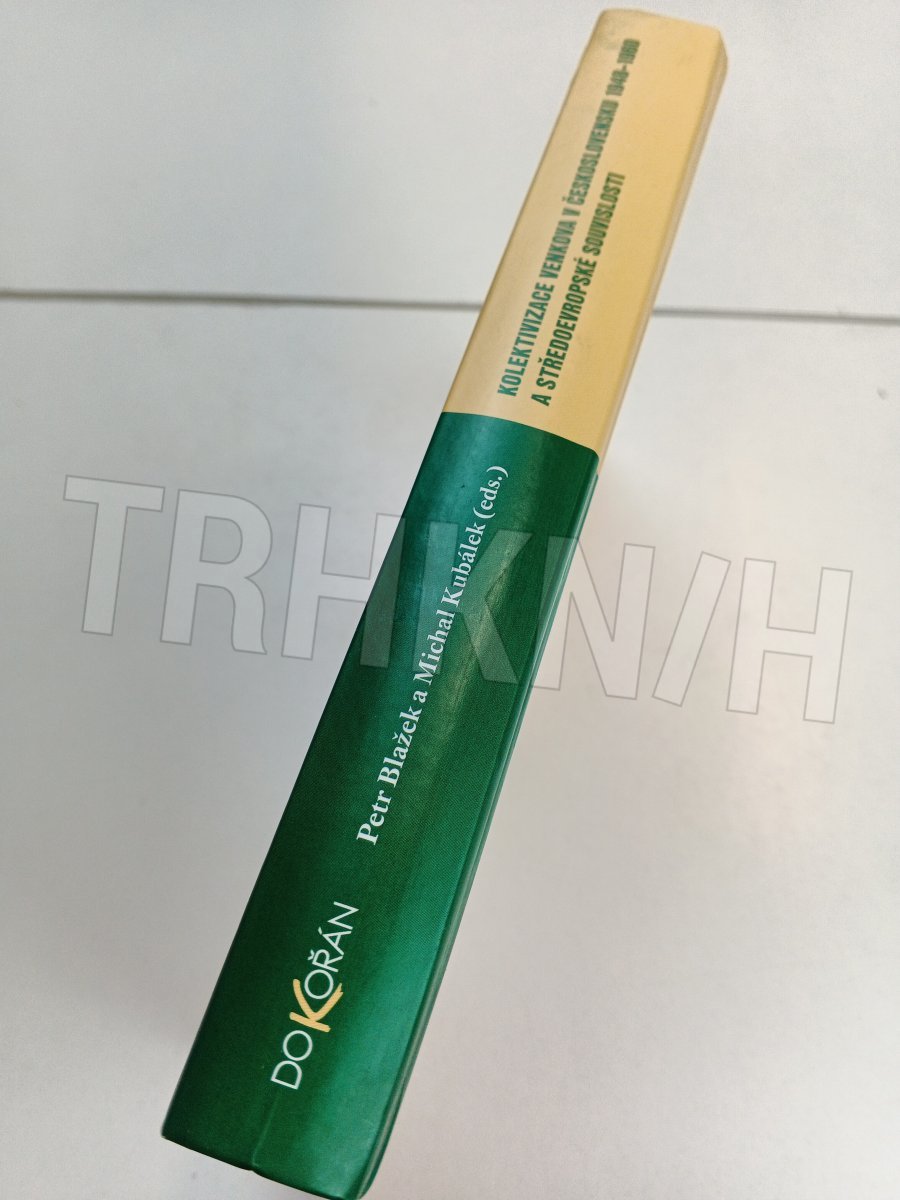 KOLEKTIVIZACE VENKOVA V ČESKOSLOVENSKU 1948–1960
A STŘEDOEVROPSKÉ SOUVISLOSTI
Petr Blažek a Michal Kubálek (eds.)
DOKOŘÁN
TRHKNIH